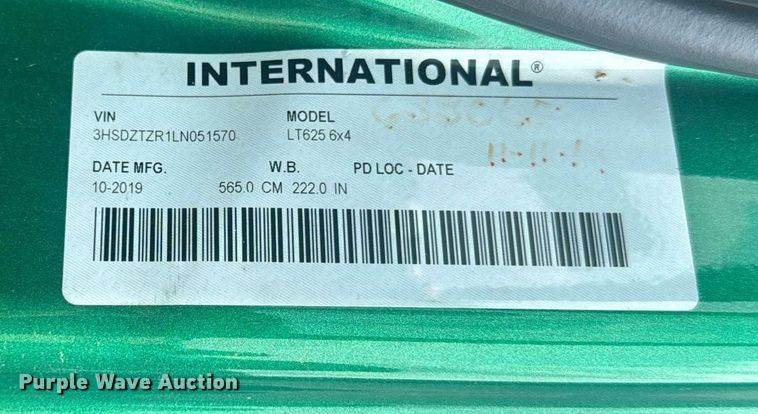 INTERNATIONAL®
VIN MODEL
3HSDZTZR1LN051570 LT625 6x4
DATE MFG. W.B. PD LOC - DATE
10-2019 565.0 CM 222.0 IN
Purple Wave Auction